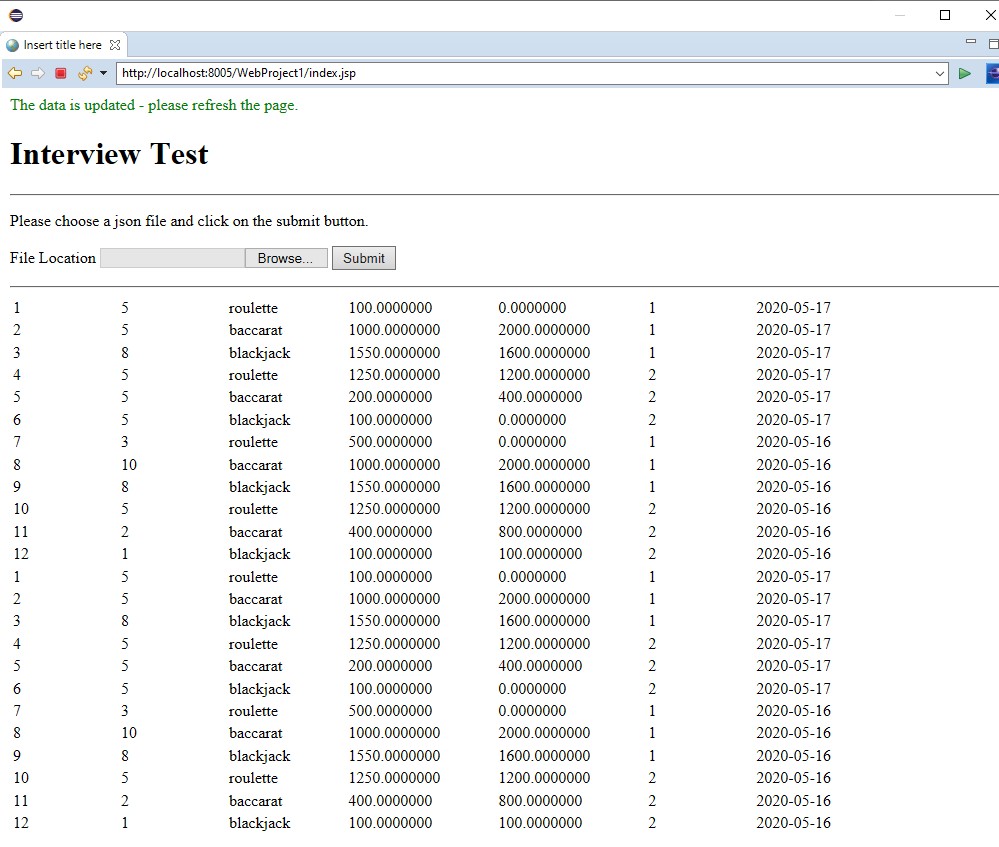 Insert title here
http://localhost:8005/WebProject1/index.jsp
The data is updated - please refresh the page.
Interview Test
Please choose a json file and click on the submit button.
File Location Browse... Submit
1 5 roulette 100.0000000 0.0000000 1 2020-05-17
2 5 baccarat 1000.0000000 2000.0000000 1 2020-05-17
3 8 blackjack 1550.0000000 1600.0000000 1 2020-05-17
4 5 roulette 1250.0000000 1200.0000000 2 2020-05-17
5 5 baccarat 200.0000000 400.0000000 2 2020-05-17
6 5 blackjack 100.0000000 0.0000000 2 2020-05-17
7 3 roulette 500.0000000 0.0000000 1 2020-05-16
8 10 baccarat 1000.0000000 2000.0000000 1 2020-05-16
9 8 blackjack 1550.0000000 1600.0000000 1 2020-05-16
10 5 roulette 1250.0000000 1200.0000000 2 2020-05-16
11 2 baccarat 400.0000000 800.0000000 2 2020-05-16
12 1 blackjack 100.0000000 100.0000000 2 2020-05-16
1 5 roulette 100.0000000 0.0000000 1 2020-05-17
2 5 baccarat 1000.0000000 2000.0000000 1 2020-05-17
3 8 blackjack 1550.0000000 1600.0000000 1 2020-05-17
4 5 roulette 1250.0000000 1200.0000000 2 2020-05-17
5 5 baccarat 200.0000000 400.0000000 2 2020-05-17
6 5 blackjack 100.0000000 0.0000000 2 2020-05-17
7 3 roulette 500.0000000 0.0000000 1 2020-05-16
8 10 baccarat 1000.0000000 2000.0000000 1 2020-05-16
9 8 blackjack 1550.0000000 1600.0000000 1 2020-05-16
10 5 roulette 1250.0000000 1200.0000000 2 2020-05-16
11 2 baccarat 400.0000000 800.0000000 2 2020-05-16
12 1 blackjack 100.0000000 100.0000000 2 2020-05-16